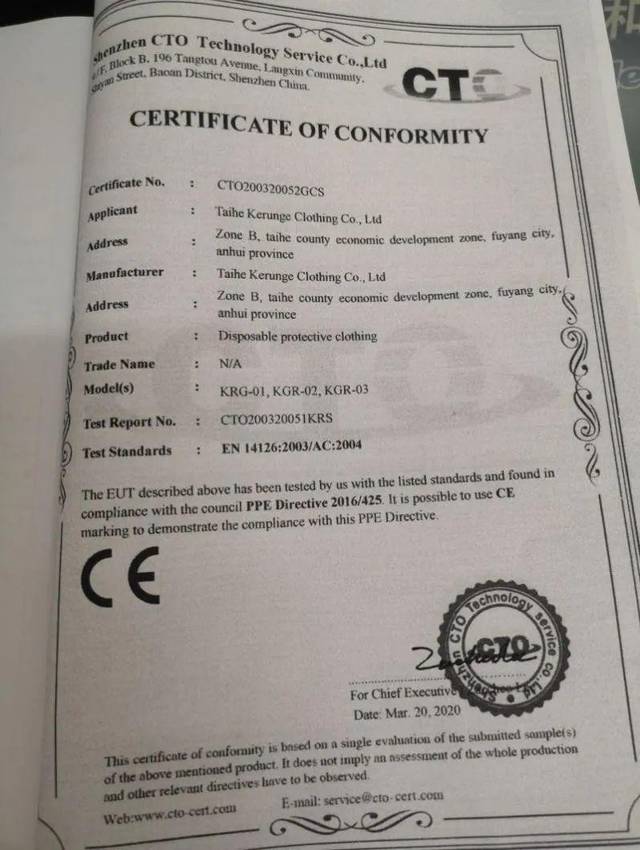 Shenzhen CTO Technology Service Co.,Ltd
/F, Block B, 196 Tangtou Avenue, Langxin Community,
Street, Baoan District, Shenzhen China.
CTO
CERTIFICATE OF CONFORMITY
Certificate No. : CTO200320052GCS
Applicant : Taihe Kerunge Clothing Co., Ltd
Address : Zone B, taihe county economic development zone, fuyang city,
anhui province
Manufacturer : Taihe Kerunge Clothing Co., Ltd
Address : Zone B, taihe county economic development zone, fuyang city,
anhui province
Product : Disposable protective clothing
Trade Name : N/A
Model(s) : KRG-01, KGR-02, KGR-03
Test Report No. : CTO200320051KRS
Test Standards : EN 14126:2003/AC:2004
The EUT described above has been tested by us with the listed standards and found in
compliance with the council PPE Directive 2016/425. It is possible to use CE
marking to demonstrate the compliance with this PPE Directive.
CE
Shenzhen CTO Technology Service Co., Ltd
CTO
For Chief Executive
Date: Mar. 20, 2020
This certificate of conformity is based on a single evaluation of the submitted sample(s)
of the above mentioned product. It does not imply an assessment of the whole production
and other relevant directives have to be observed.
Web:www.cto-cert.com E-mail: service@cto-cert.com